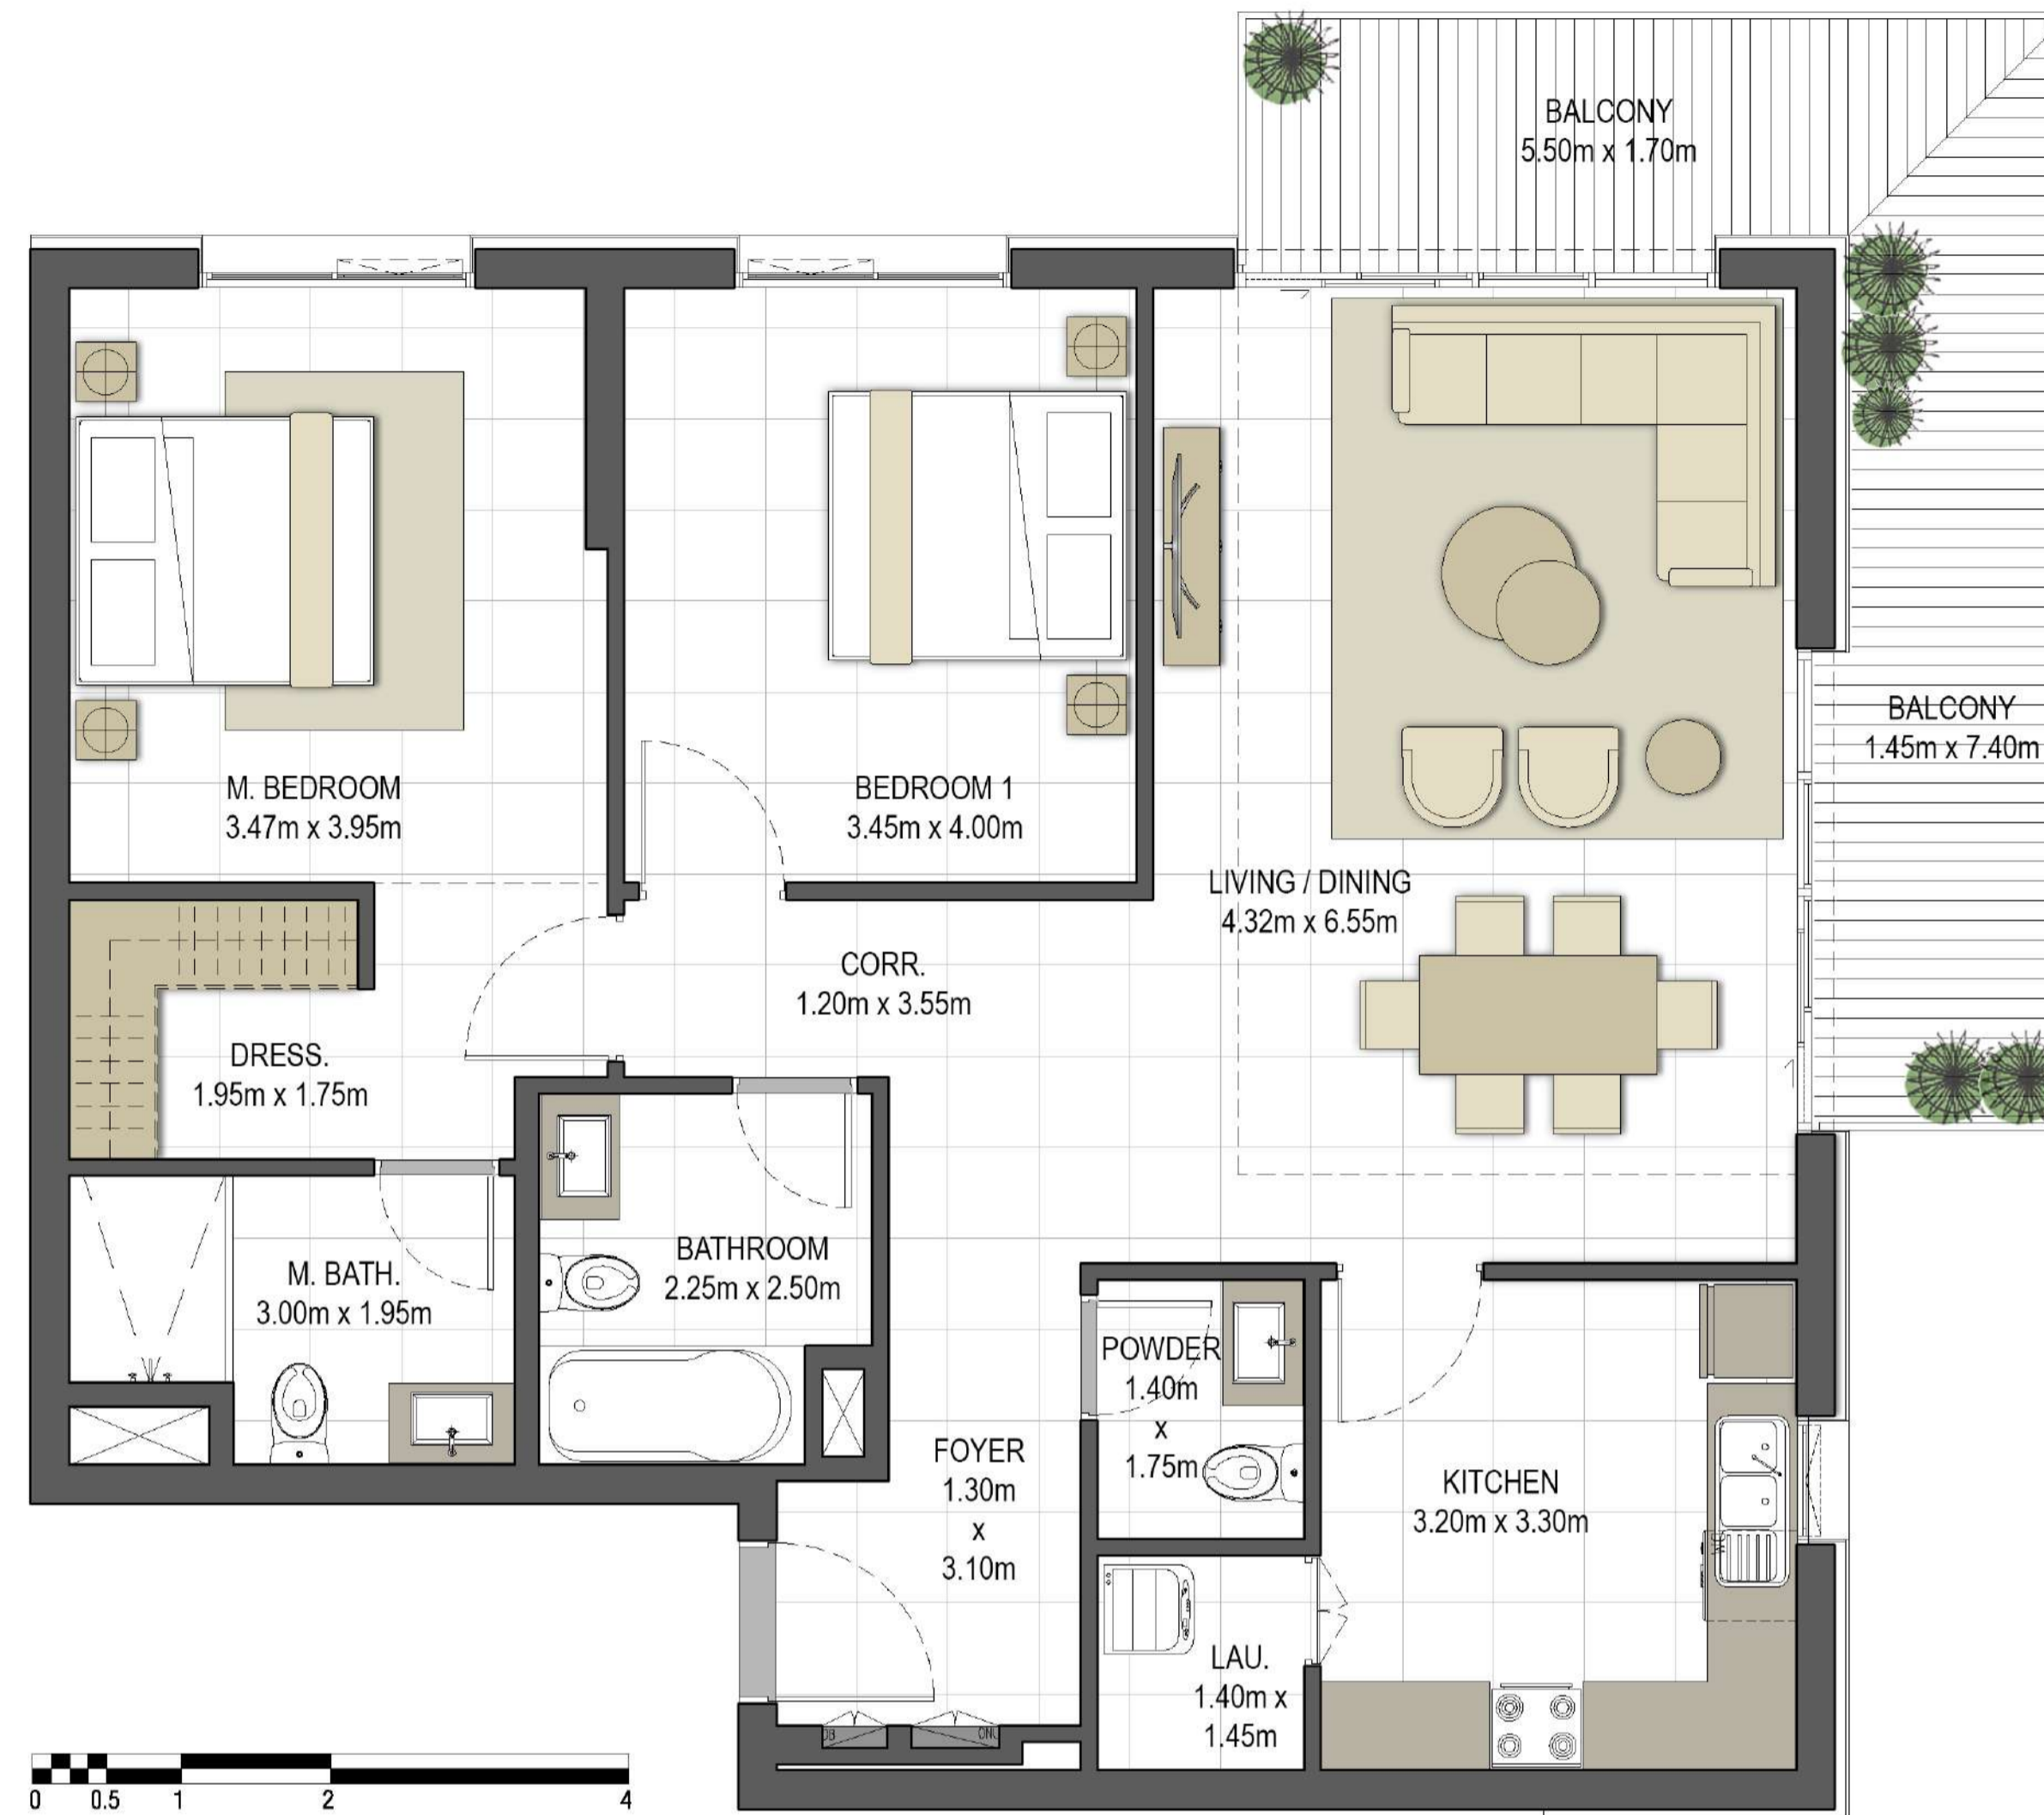 BALCONY
5.50m x 1.70m
BALCONY
1.45m x 7.40m
M. BEDROOM
3.47m x 3.95m
BEDROOM 1
3.45m x 4.00m
LIVING / DINING
4.32m x 6.55m
CORR.
1.20m x 3.55m
DRESS.
1.95m x 1.75m
BATHROOM
2.25m x 2.50m
M. BATH.
3.00m x 1.95m
POWDER
1.40m
x
1.75m
FOYER
1.30m
x
3.10m
KITCHEN
3.20m x 3.30m
LAU.
1.40m x
1.45m
DB
0 0.5 1 2 4